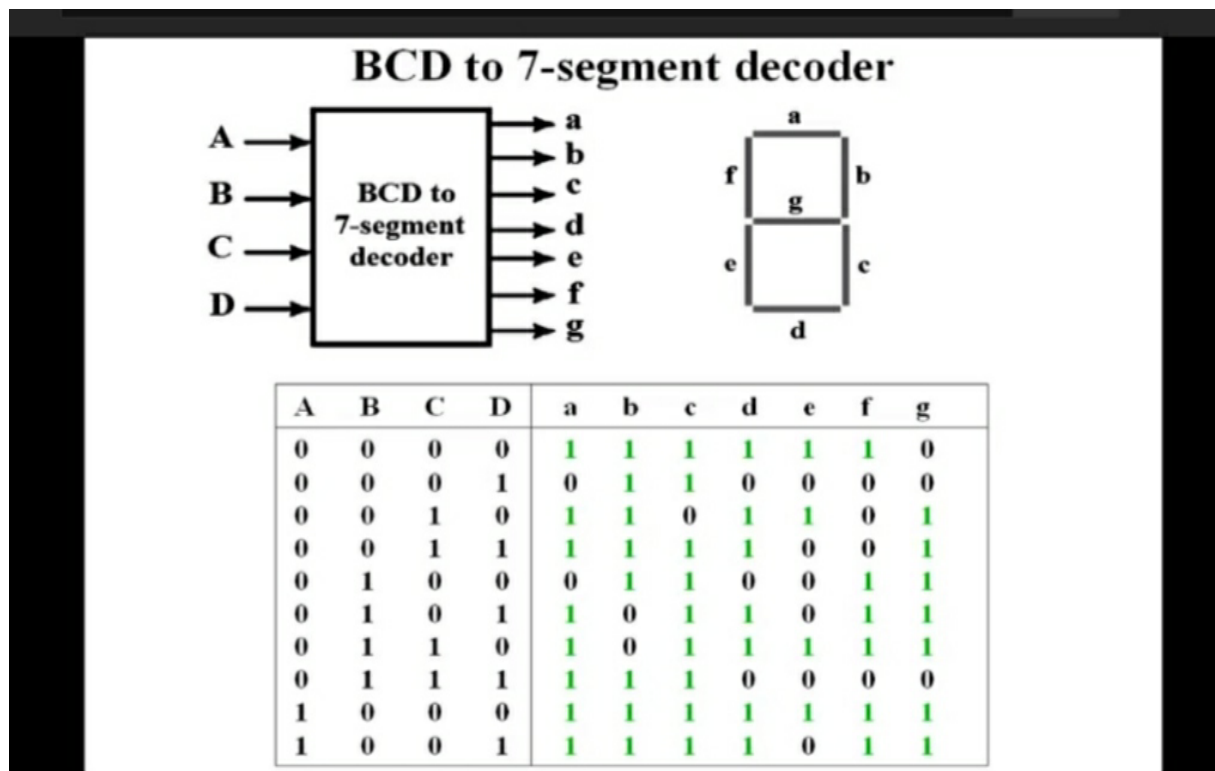 BCD to 7-segment decoder
A
B
C
D
BCD to
7-segment
decoder
a
b
c
d
e
f
g
a
f
b
g
e
c
d
A B C D a b c d e f g
0 0 0 0 1 1 1 1 1 1 0
0 0 0 1 0 1 1 0 0 0 0
0 0 1 0 1 1 0 1 1 0 1
0 0 1 1 1 1 1 1 0 0 1
0 1 0 0 0 1 1 0 0 1 1
0 1 0 1 1 0 1 1 0 1 1
0 1 1 0 1 0 1 1 1 1 1
0 1 1 1 1 1 1 0 0 0 0
1 0 0 0 1 1 1 1 1 1 1
1 0 0 1 1 1 1 1 0 1 1